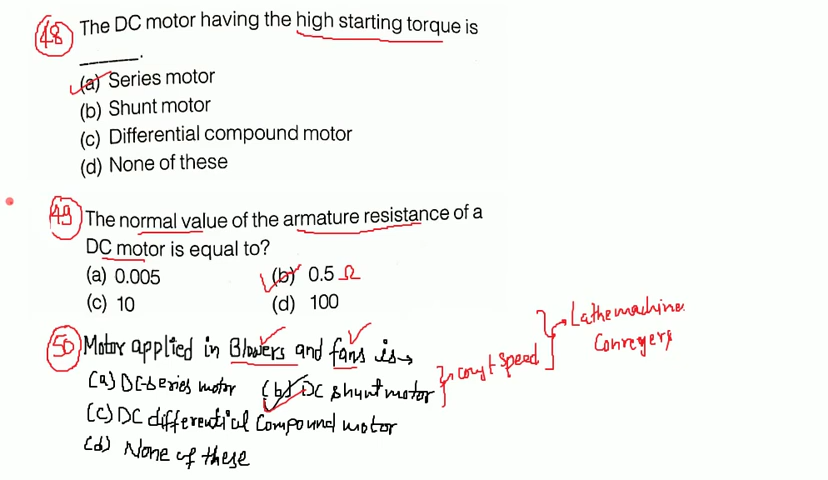 48 The DC motor having the high starting torque is
______.
(a) Series motor
(b) Shunt motor
(c) Differential compound motor
(d) None of these
49 The normal value of the armature resistance of a
DC motor is equal to?
(a) 0.005 (b) 0.5 Ω
(c) 10 (d) 100
50 Motor applied in Blowers and fans is →
(a) DC series motor (b) DC shunt motor } const speed } → Lathe machine
Conveyers
(c) DC differential Compound motor
(d) None of these